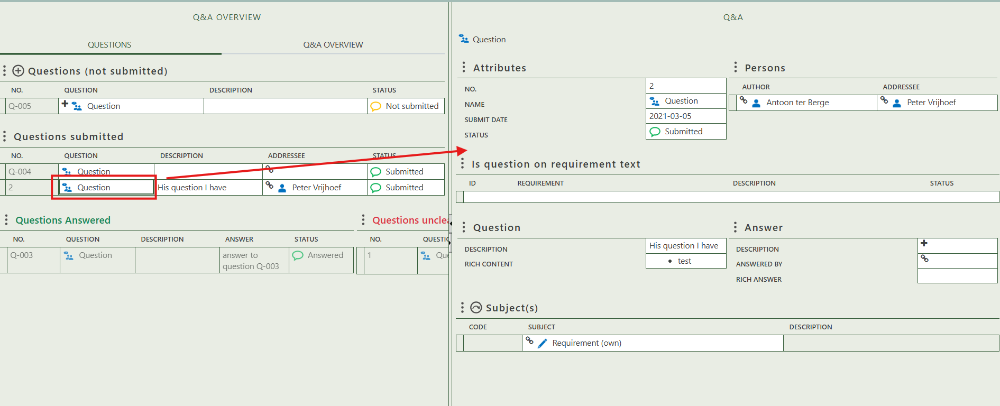 Q&A OVERVIEW
QUESTIONS
Q&A OVERVIEW
Questions (not submitted)
NO. QUESTION DESCRIPTION STATUS
Q-005 Question Not submitted
Questions submitted
NO. QUESTION DESCRIPTION ADDRESSEE STATUS
Q-004 Question Submitted
2 Question His question I have Peter Vrijhoef Submitted
Questions Answered
NO. QUESTION DESCRIPTION ANSWER STATUS
Q-003 Question answer to question Q-003 Answered
Questions unclea
NO. QUESTIO
1 Que
Q&A
Question
Attributes
NO. 2
NAME Question
SUBMIT DATE 2021-03-05
STATUS Submitted
Persons
AUTHOR ADDRESSEE
Antoon ter Berge Peter Vrijhoef
Is question on requirement text
ID REQUIREMENT DESCRIPTION STATUS
Question
DESCRIPTION His question I have
RICH CONTENT • test
Answer
DESCRIPTION
ANSWERED BY
RICH ANSWER
Subject(s)
CODE SUBJECT DESCRIPTION
Requirement (own)